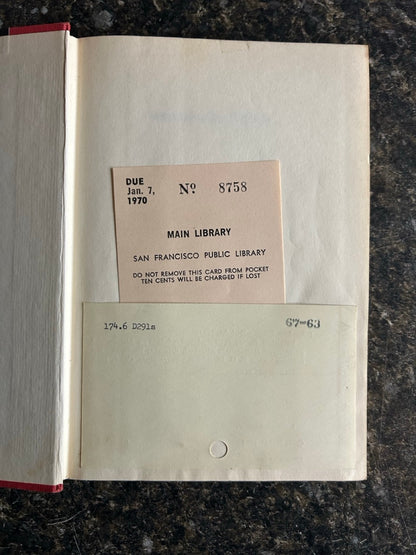 DUE
Jan. 7,
1970
Nº 8758
MAIN LIBRARY
SAN FRANCISCO PUBLIC LIBRARY
DO NOT REMOVE THIS CARD FROM POCKET
TEN CENTS WILL BE CHARGED IF LOST
174.6 D291s
67-63